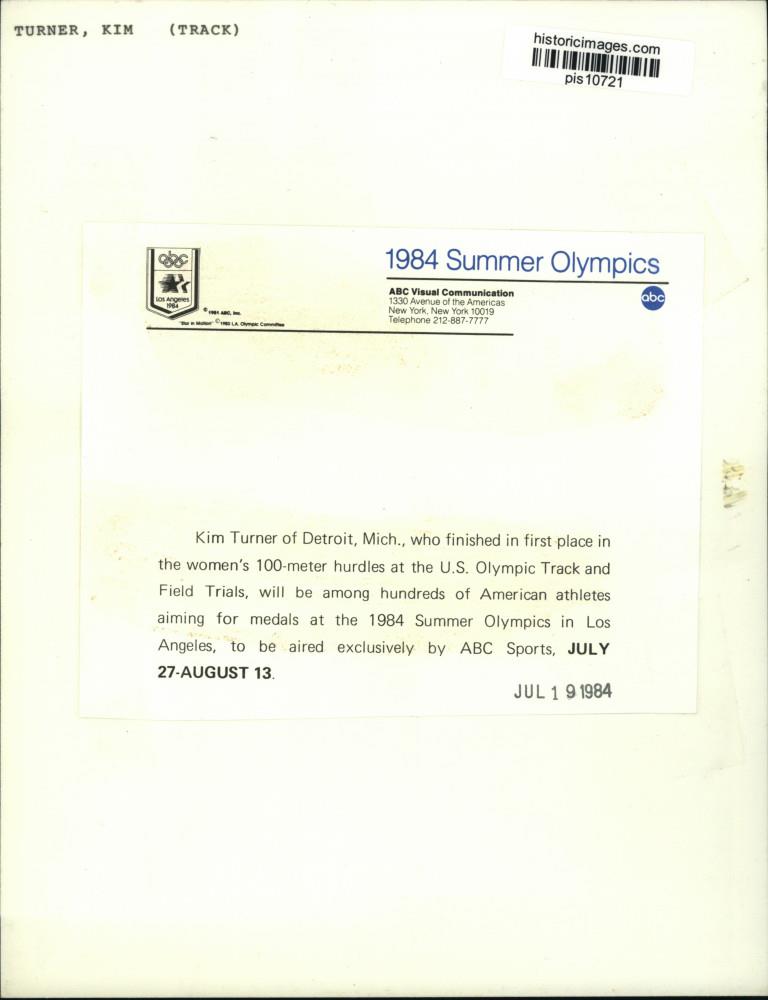 TURNER, KIM (TRACK)
historicimages.com
pis10721
abc
Los Angeles
1984
© 1981 ABC, Inc.
"Star in Motion" © 1980 L.A. Olympic Committee
1984 Summer Olympics
ABC Visual Communication
1330 Avenue of the Americas
New York, New York 10019
Telephone 212-887-7777
abc
Kim Turner of Detroit, Mich., who finished in first place in
the women's 100-meter hurdles at the U.S. Olympic Track and
Field Trials, will be among hundreds of American athletes
aiming for medals at the 1984 Summer Olympics in Los
Angeles, to be aired exclusively by ABC Sports, JULY
27-AUGUST 13.
JUL 19 1984